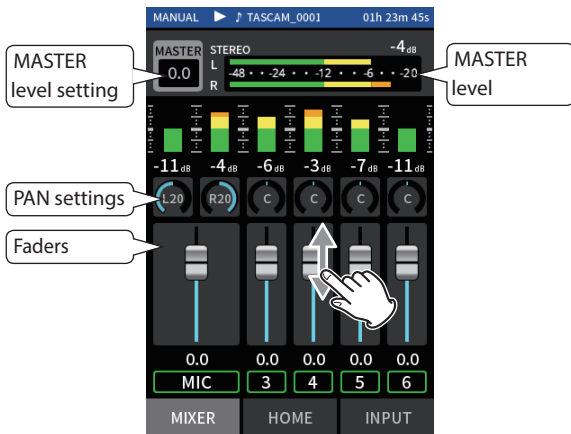 MANUAL ♪ TASCAM_0001 01h 23m 45s
MASTER STEREO -4dB
0.0
L
-48 · · -24 · · -12 · · -6 · · -20
R
MASTER
level setting
MASTER
level
-11dB -4dB -6dB -3dB -7dB -11dB
PAN settings
L20 R20 C C C C
Faders
0.0 0.0 0.0 0.0 0.0
MIC 3 4 5 6
MIXER HOME INPUT